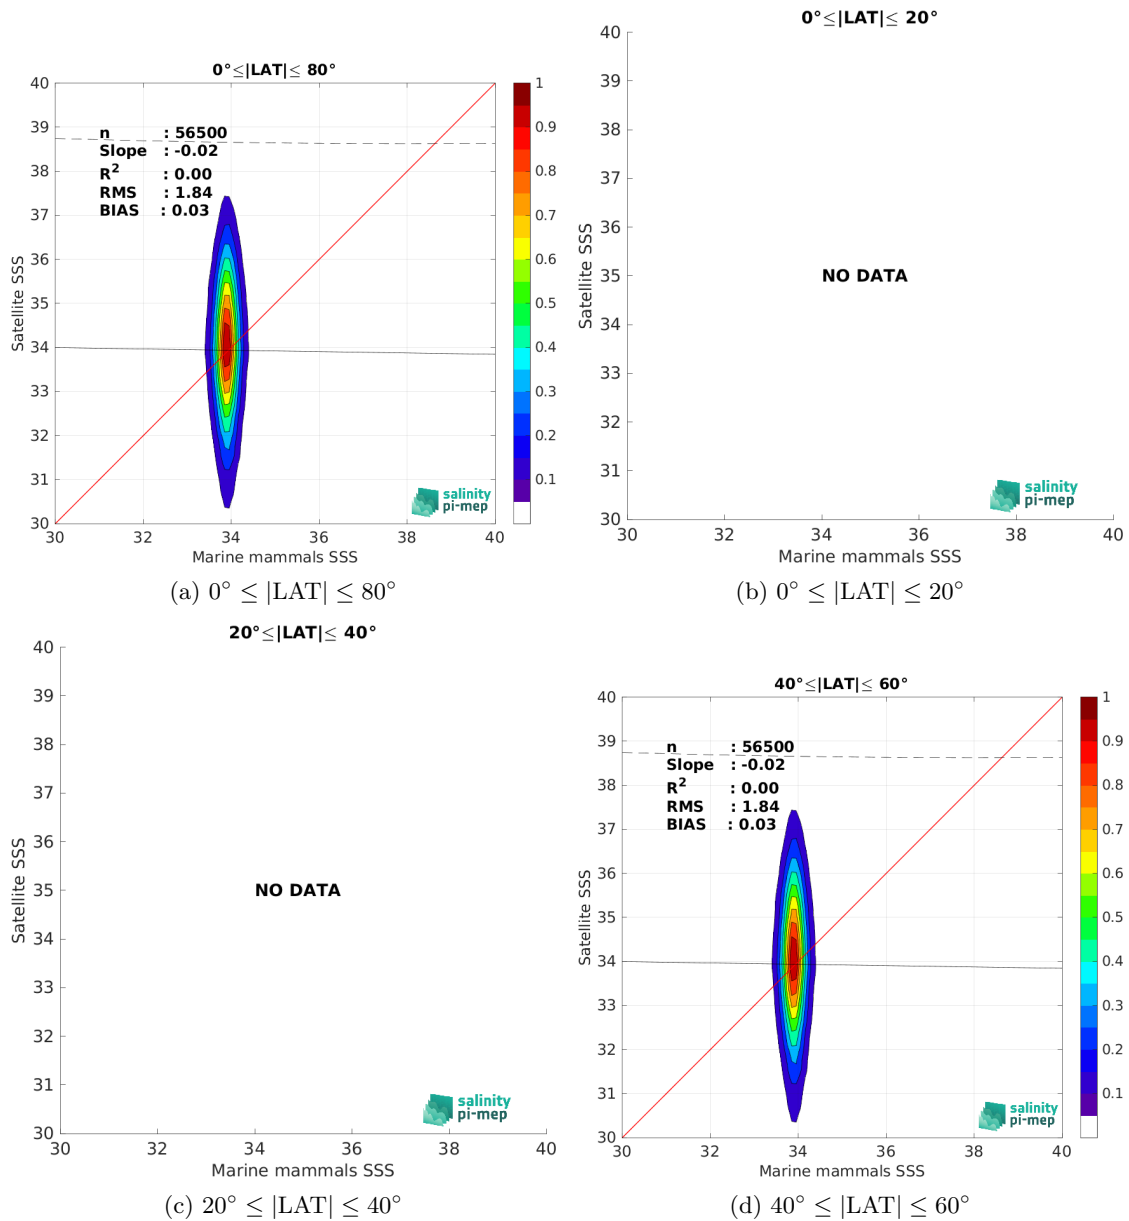 0°≤|LAT|≤ 80°
40
39
38
37
36
35
34
33
32
31
30
n : 56500
Slope : -0.02
R² : 0.00
RMS : 1.84
BIAS : 0.03
Satellite SSS
30 32 34 36 38 40
Marine mammals SSS
salinity
pi-mep
1
0.9
0.8
0.7
0.6
0.5
0.4
0.3
0.2
0.1
(a) 0° ≤ |LAT| ≤ 80°
0°≤|LAT|≤ 20°
40
39
38
37
36
35
34
33
32
31
30
Satellite SSS
NO DATA
salinity
pi-mep
30 32 34 36 38 40
Marine mammals SSS
(b) 0° ≤ |LAT| ≤ 20°
20°≤|LAT|≤ 40°
40
39
38
37
36
35
34
33
32
31
30
Satellite SSS
NO DATA
salinity
pi-mep
30 32 34 36 38 40
Marine mammals SSS
(c) 20° ≤ |LAT| ≤ 40°
40°≤|LAT|≤ 60°
40
39
38
37
36
35
34
33
32
31
30
n : 56500
Slope : -0.02
R² : 0.00
RMS : 1.84
BIAS : 0.03
Satellite SSS
30 32 34 36 38 40
Marine mammals SSS
salinity
pi-mep
1
0.9
0.8
0.7
0.6
0.5
0.4
0.3
0.2
0.1
(d) 40° ≤ |LAT| ≤ 60°